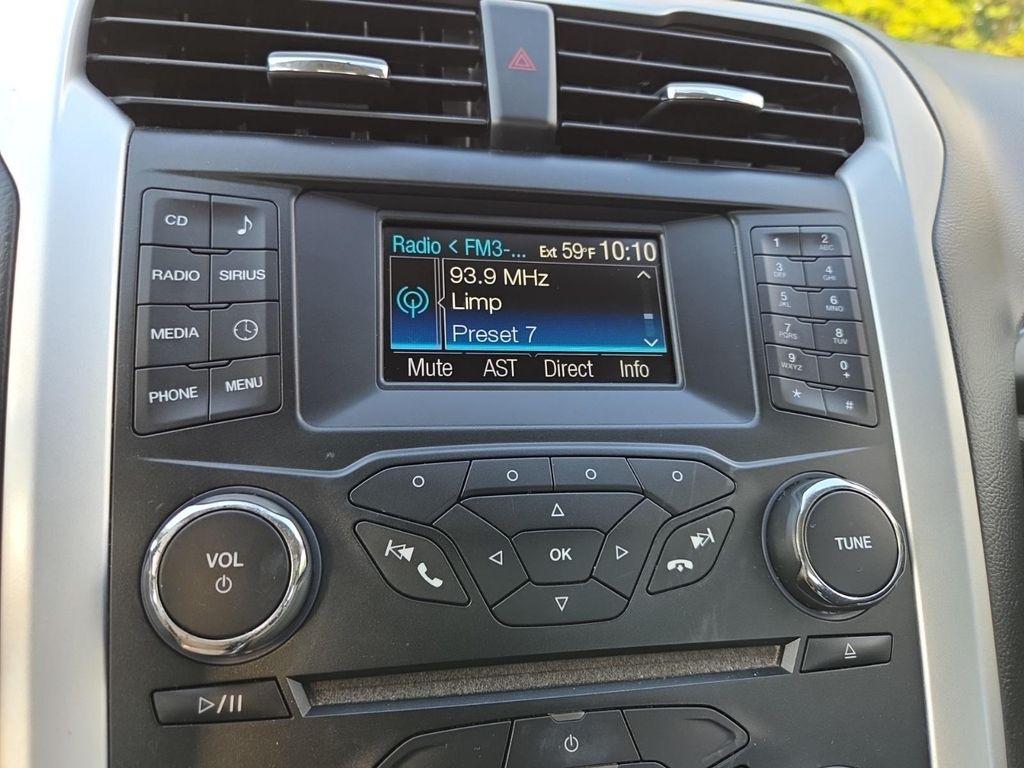 CD
RADIO
SIRIUS
MEDIA
PHONE
MENU
Radio < FM3-... Ext 59°F 10:10
93.9 MHz
Limp
Preset 7
Mute AST Direct Info
1
2 ABC
3 DEF
4 GHI
5 JKL
6 MNO
7 PQRS
8 TUV
9 WXYZ
0 +
*
#
VOL
OK
TUNE